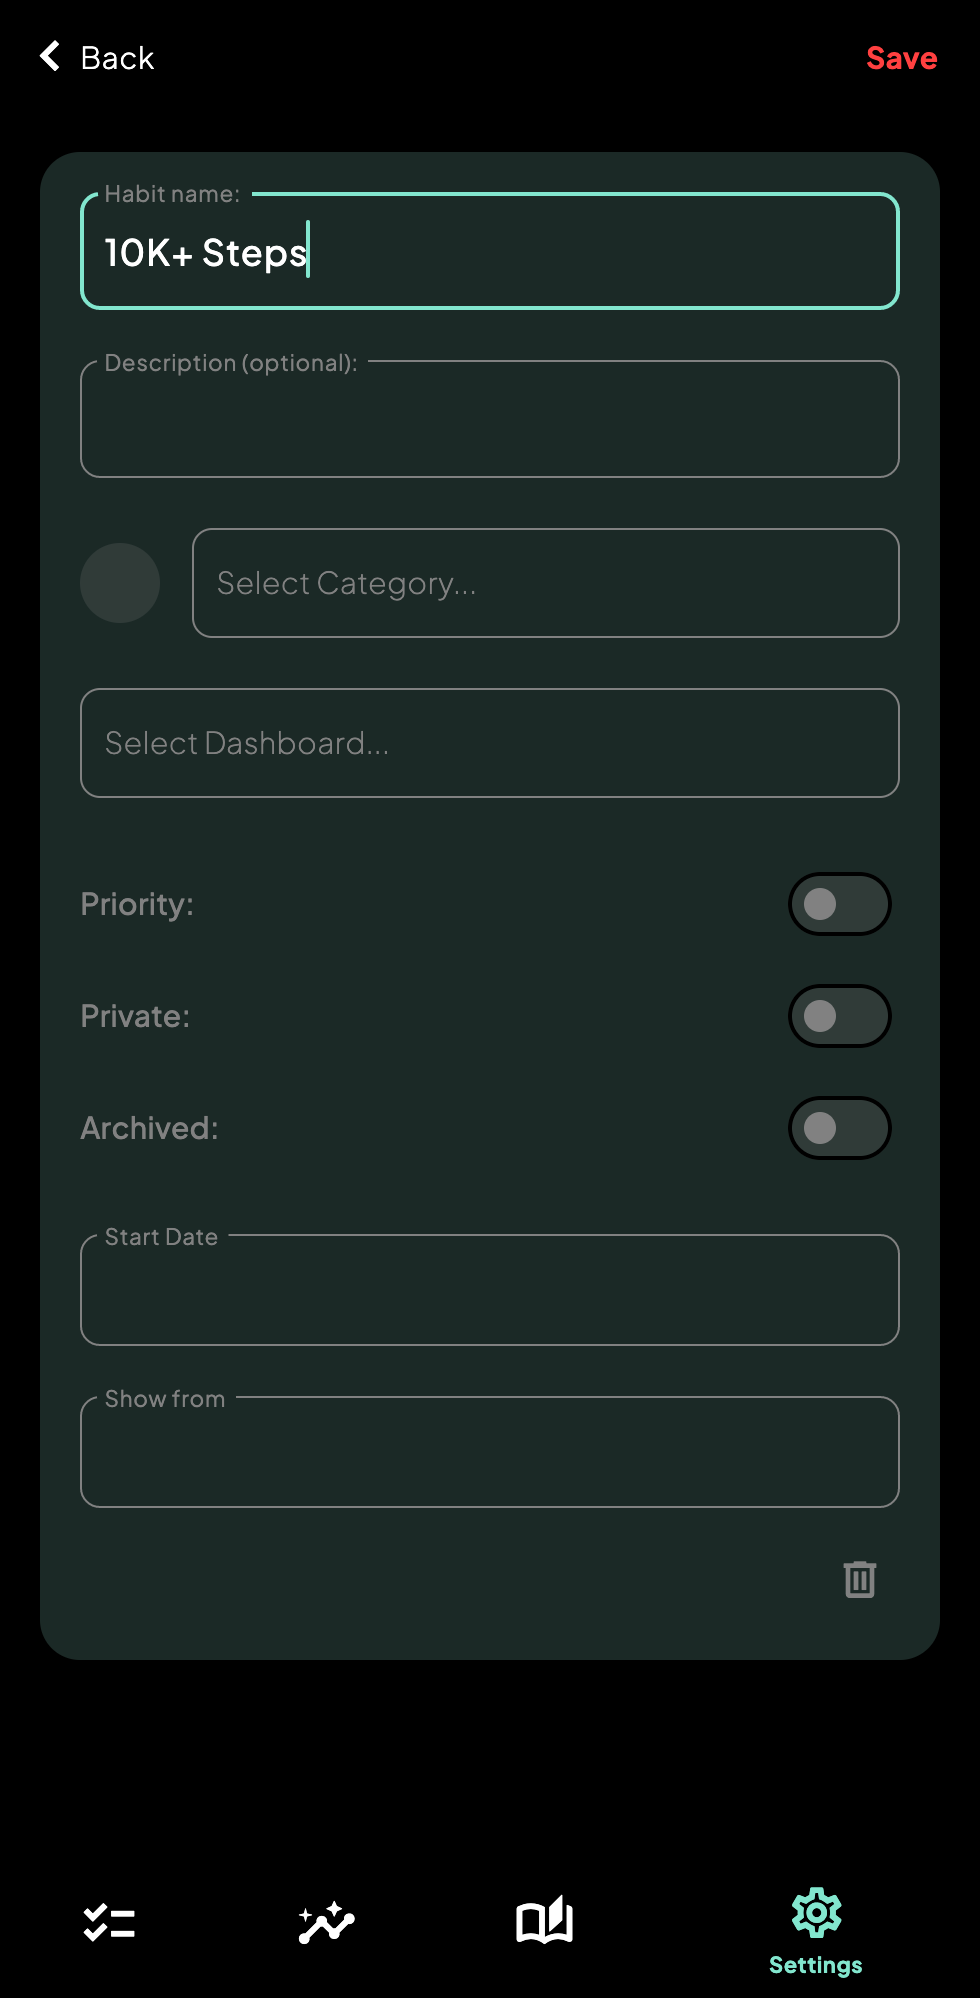 Back
Save
Habit name:
10K+ Steps
Description (optional):
Select Category...
Select Dashboard...
Priority:
Private:
Archived:
Start Date
Show from
Settings